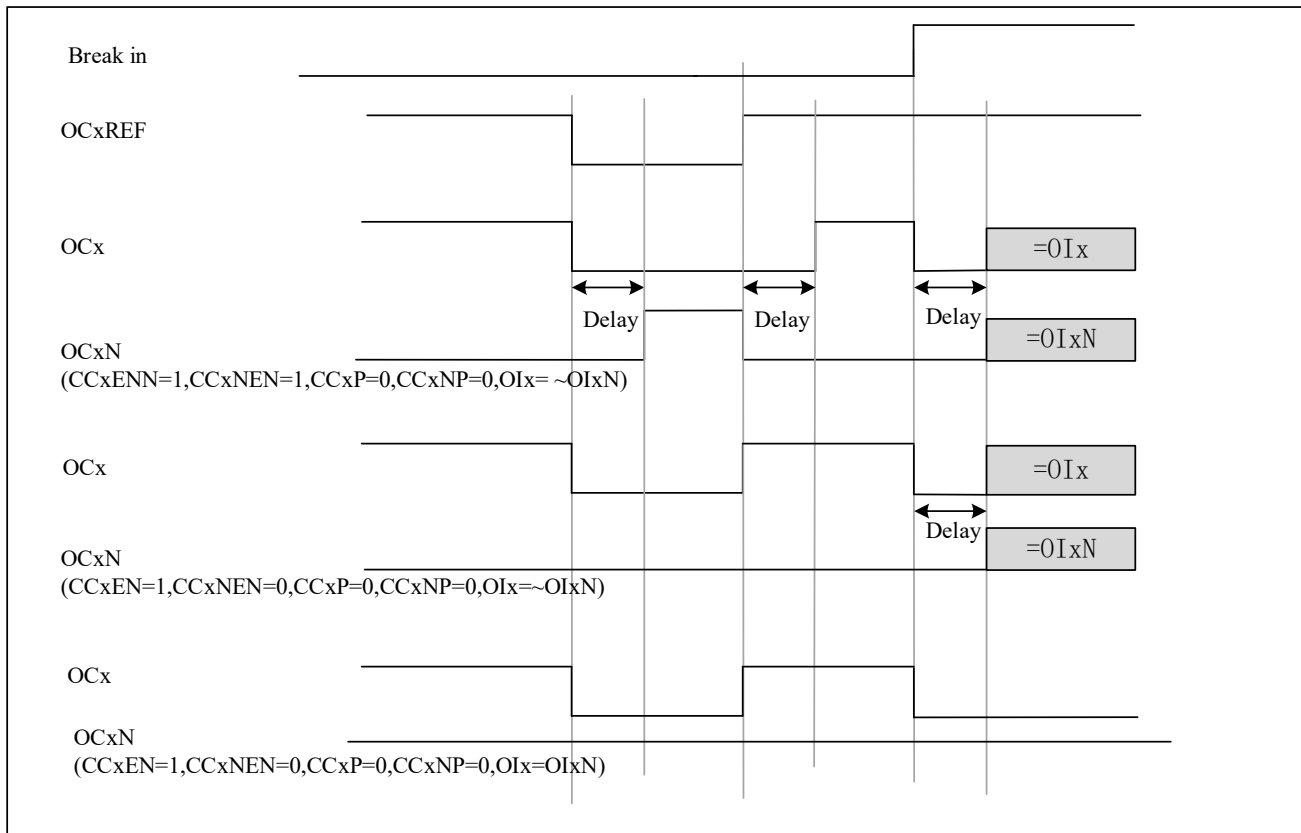 Break in
OCxREF
OCx
=OIx
Delay
Delay
Delay
OCxN
=OIxN
(CCxENN=1,CCxNEN=1,CCxP=0,CCxNP=0,OIx= ~OIxN)
OCx
=OIx
Delay
OCxN
=OIxN
(CCxEN=1,CCxNEN=0,CCxP=0,CCxNP=0,OIx=~OIxN)
OCx
OCxN
(CCxEN=1,CCxNEN=0,CCxP=0,CCxNP=0,OIx=OIxN)